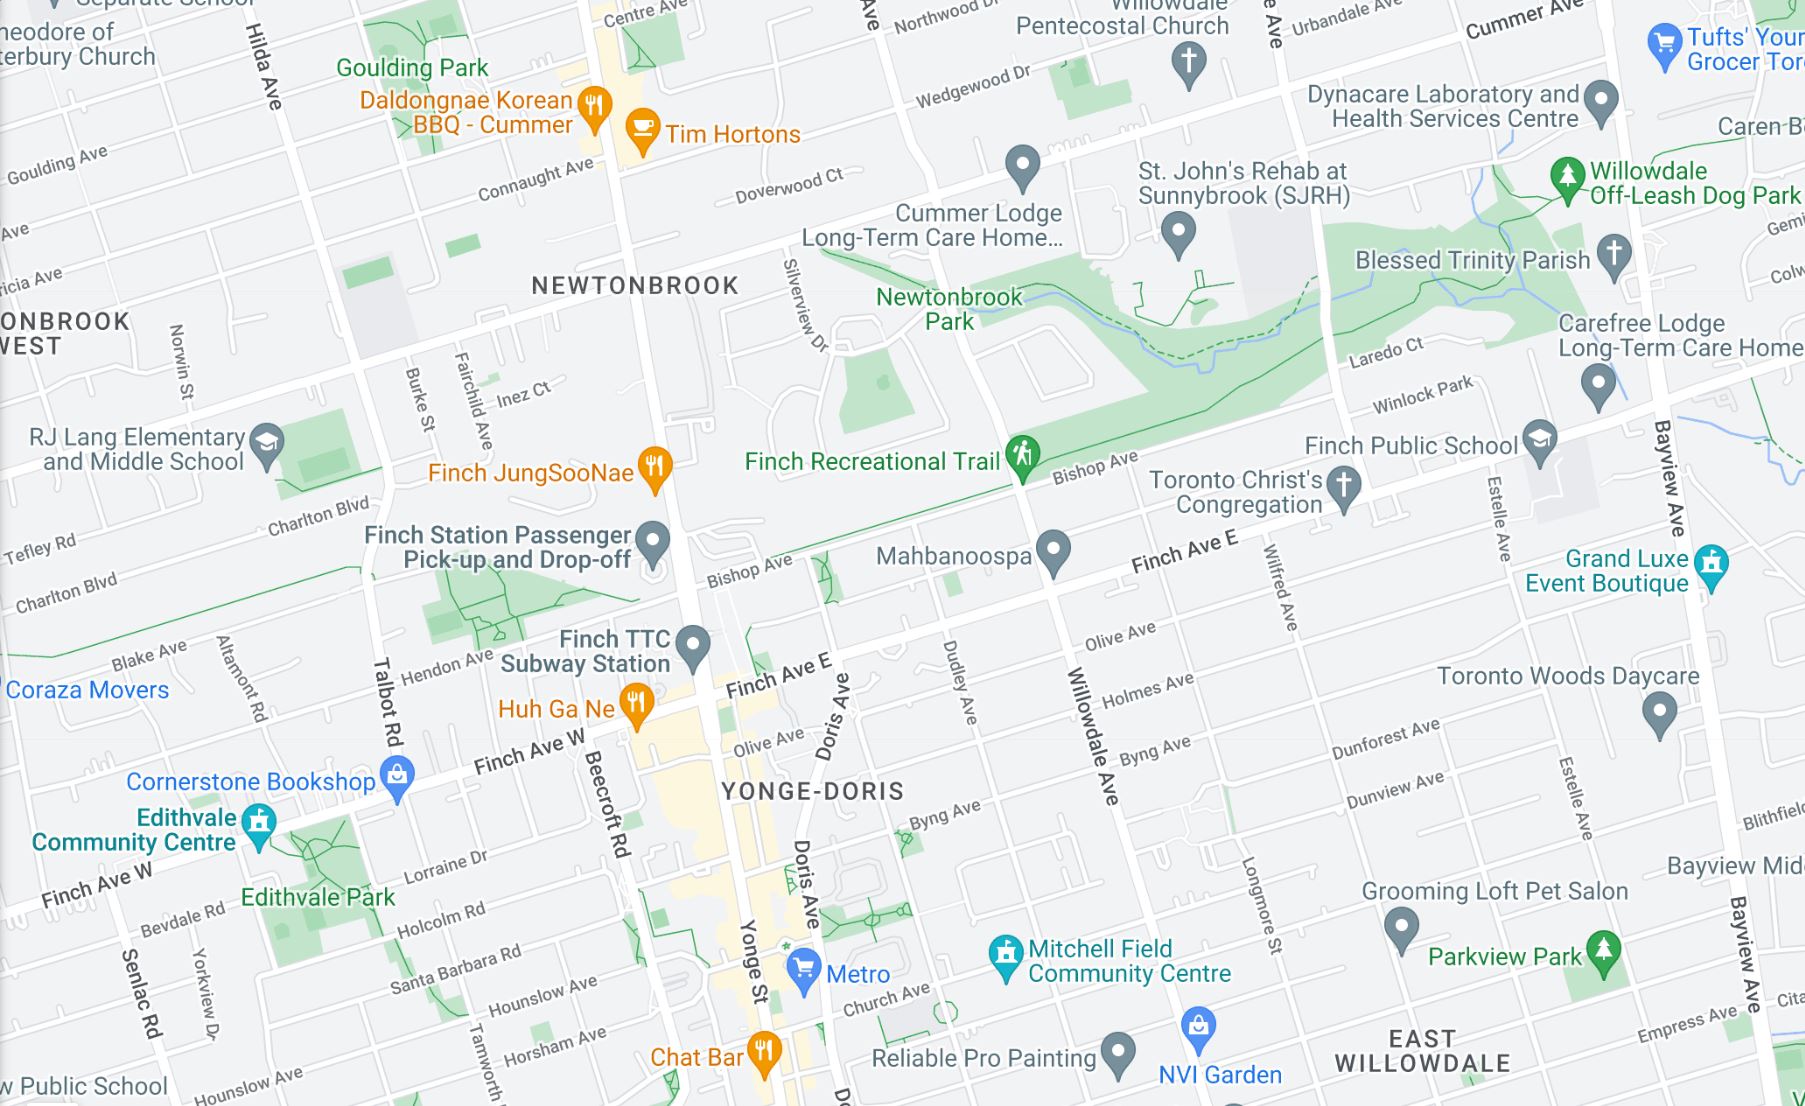 Separate School
Centre Ave
Northwood Dr
Willowdale
Pentecostal Church
Urbandale Ave
Cummer Ave
Tufts' Your
Grocer Tor
heodore of
terbury Church
Hilda Ave
Goulding Park
Daldongnae Korean
BBQ - Cummer
Tim Hortons
Wedgewood Dr
Dynacare Laboratory and
Health Services Centre
Caren B
Goulding Ave
Connaught Ave
Doverwood Ct
St. John's Rehab at
Sunnybrook (SJRH)
Willowdale
Off-Leash Dog Park
Ave
Cummer Lodge
Long-Term Care Home...
Gemi
Blessed Trinity Parish
ricia Ave
NEWTONBROOK
Silverview Dr
Newtonbrook
Park
Colw
ONBROOK
WEST
Norwin St
Burke St
Fairchild Ave
Inez Ct
Carefree Lodge
Long-Term Care Home
Laredo Ct
Winlock Park
RJ Lang Elementary
and Middle School
Finch JungSooNae
Finch Recreational Trail
Bishop Ave
Finch Public School
Toronto Christ's
Congregation
Bayview Ave
Estelle Ave
Charlton Blvd
Tefley Rd
Finch Station Passenger
Pick-up and Drop-off
Bishop Ave
Mahbanoospa
Finch Ave E
Wilfred Ave
Grand Luxe
Event Boutique
Charlton Blvd
Blake Ave
Altamont Rd
Talbot Rd
Hendon Ave
Finch TTC
Subway Station
Finch Ave E
Dudley Ave
Olive Ave
Willowdale Ave
Holmes Ave
Toronto Woods Daycare
Coraza Movers
Huh Ga Ne
Finch Ave W
Beecroft Rd
Olive Ave
Doris Ave
Byng Ave
Dunforest Ave
Dunview Ave
Estelle Ave
Cornerstone Bookshop
YONGE-DORIS
Edithvale
Community Centre
Byng Ave
Blithfield
Finch Ave W
Lorraine Dr
Doris Ave
Longmore St
Bayview Mid
Edithvale Park
Grooming Loft Pet Salon
Bevdale Rd
Holcolm Rd
Bayview Ave
Senlac Rd
Yorkview Dr
Santa Barbara Rd
Yonge St
Metro
Mitchell Field
Community Centre
Parkview Park
Hounslow Ave
Church Ave
Cita
Tamworth
Horsham Ave
Chat Bar
Reliable Pro Painting
NVI Garden
EAST
WILLOWDALE
Empress Ave
w Public School
Hounslow Ave
Do